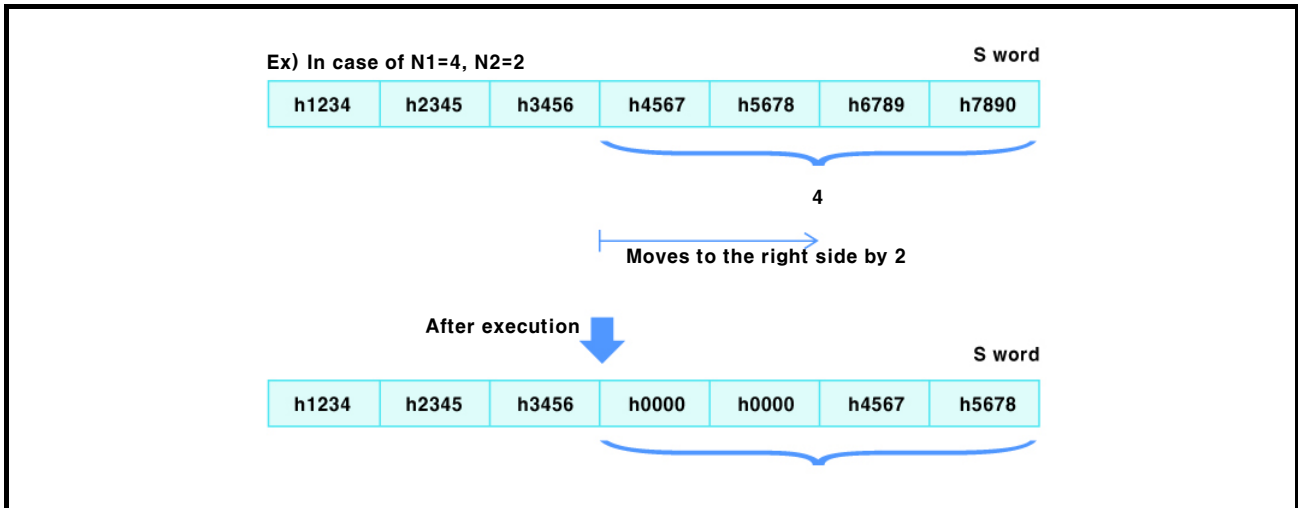 Ex) In case of N1=4, N2=2
S word
h1234 h2345 h3456 h4567 h5678 h6789 h7890
4
Moves to the right side by 2
After execution
S word
h1234 h2345 h3456 h0000 h0000 h4567 h5678